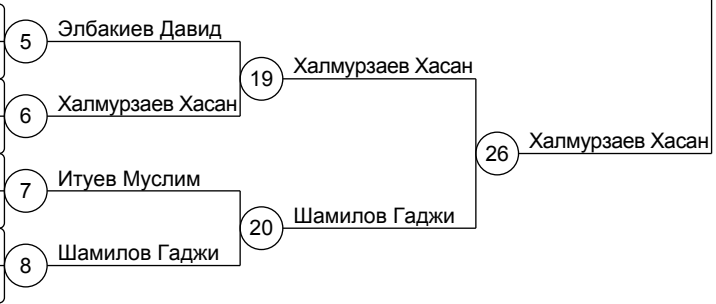 5 Элбакиев Давид
19 Халмурзаев Хасан
6 Халмурзаев Хасан
26 Халмурзаев Хасан
7 Итуев Муслим
20 Шамилов Гаджи
8 Шамилов Гаджи